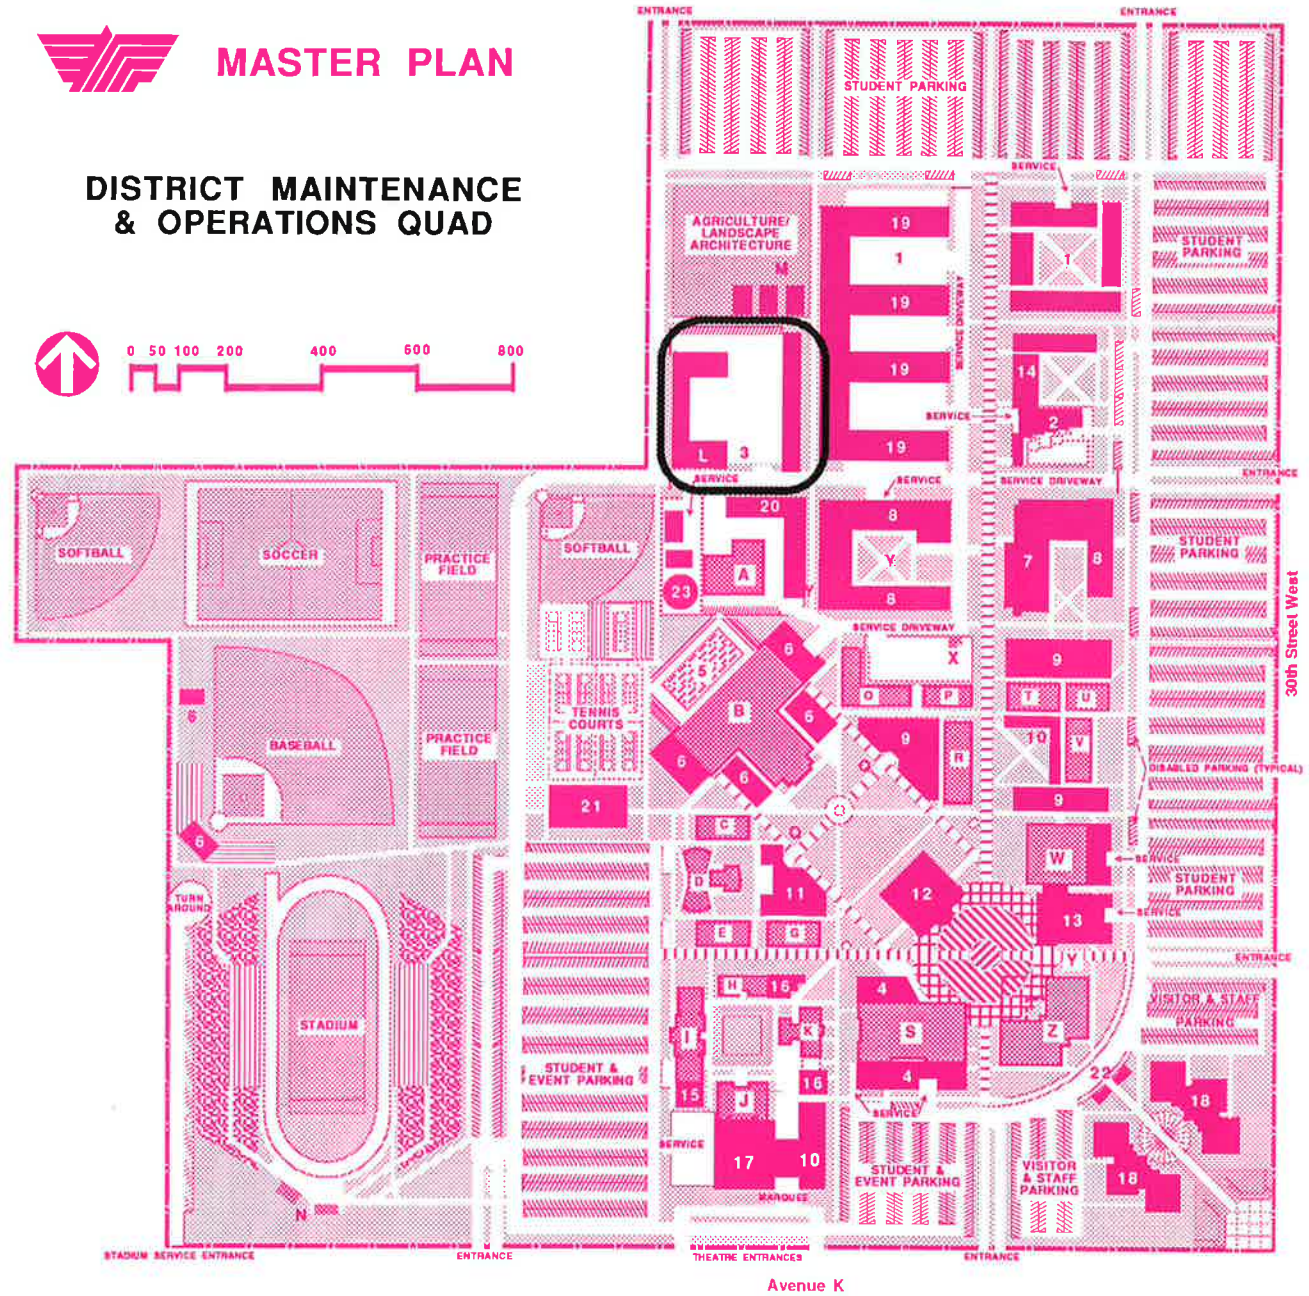 ENTRANCE
ENTRANCE
MASTER PLAN
STUDENT PARKING
DISTRICT MAINTENANCE
& OPERATIONS QUAD
SERVICE
AGRICULTURE/
LANDSCAPE
ARCHITECTURE
M
19
1
1
STUDENT
PARKING
19
SERVICE DRIVEWAY
0 50 100 200 400 600 800
19
14
SERVICE
2
19
L
3
SERVICE
SERVICE
SERVICE DRIVEWAY
ENTRANCE
20
8
SOFTBALL
SOCCER
PRACTICE
FIELD
SOFTBALL
A
Y
7
8
STUDENT
PARKING
23
8
30th Street West
SERVICE DRIVEWAY
6
X
9
5
O
P
T
U
6
B
6
TENNIS
COURTS
BASEBALL
PRACTICE
FIELD
9
R
10
V
6
6
Q
DISABLED PARKING (TYPICAL)
21
9
C
Q
6
W
SERVICE
D
11
12
STUDENT
PARKING
TURN
AROUND
13
SERVICE
E
G
Y
ENTRANCE
H
16
4
VISITOR & STAFF
PARKING
STADIUM
I
K
S
Z
STUDENT &
EVENT PARKING
15
16
4
22
J
SERVICE
18
SERVICE
17
10
STUDENT &
EVENT PARKING
VISITOR
& STAFF
PARKING
18
MARQUEE
N
STADIUM SERVICE ENTRANCE
ENTRANCE
THEATRE ENTRANCES
ENTRANCE
Avenue K